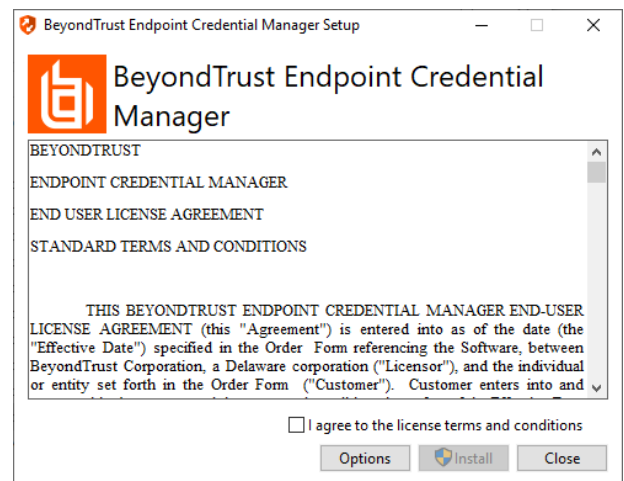 BeyondTrust Endpoint Credential Manager Setup
BeyondTrust Endpoint Credential
Manager
BEYONDTRUST
ENDPOINT CREDENTIAL MANAGER
END USER LICENSE AGREEMENT
STANDARD TERMS AND CONDITIONS
THIS BEYONDTRUST ENDPOINT CREDENTIAL MANAGER END-USER
LICENSE AGREEMENT (this "Agreement") is entered into as of the date (the
"Effective Date") specified in the Order Form referencing the Software, between
BeyondTrust Corporation, a Delaware corporation ("Licensor"), and the individual
or entity set forth in the Order Form ("Customer"). Customer enters into and
I agree to the license terms and conditions
Options Install Close